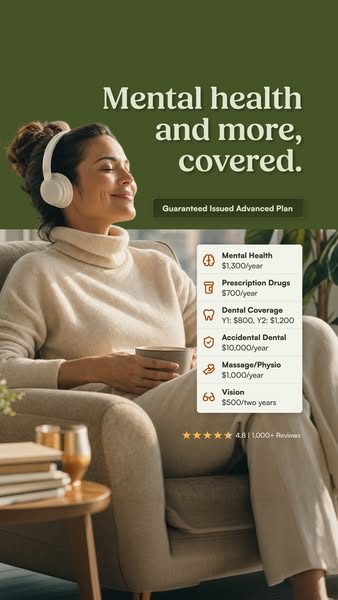 Mental health
and more,
covered.
Guaranteed Issued Advanced Plan
Mental Health
$1,300/year
Prescription Drugs
$700/year
Dental Coverage
Y1: $800, Y2: $1,200
Accidental Dental
$10,000/year
Massage/Physio
$1,000/year
Vision
$500/two years
★★★★★ 4.8 | 1,000+ Reviews